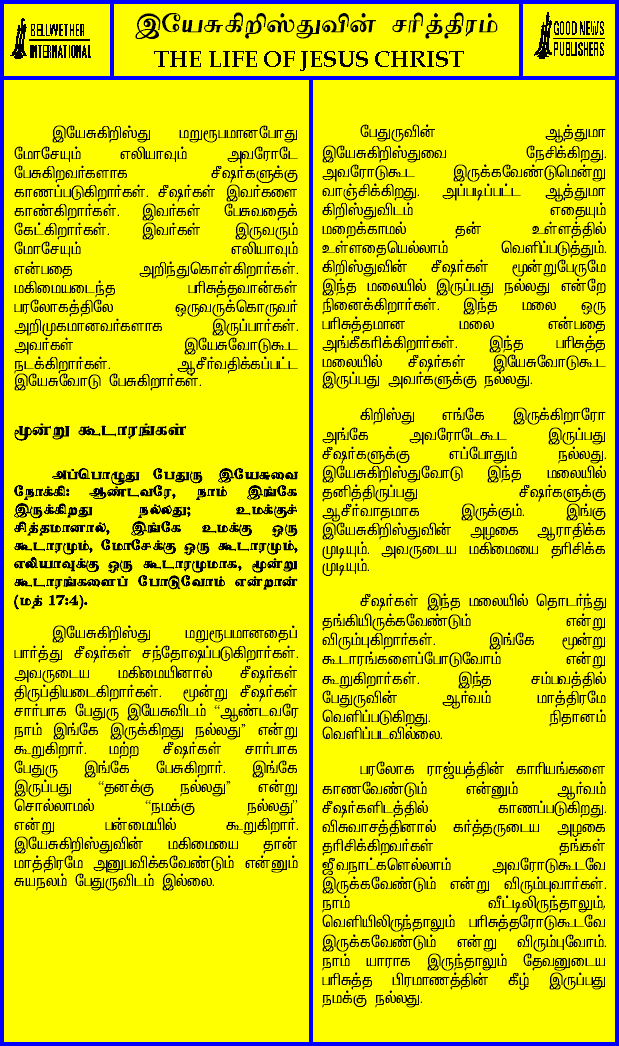 BELLWETHER
INTERNATIONAL
இயேசுகிறிஸ்துவின் சரித்திரம்
THE LIFE OF JESUS CHRIST
GOOD NEWS
PUBLISHERS
இயேசுகிறிஸ்து மறுரூபமானபோது
மோசேயும் எலியாவும் அவரோடே
பேசுகிறவர்களாக சீஷர்களுக்கு
காணப்படுகிறார்கள். சீஷர்கள் இவர்களை
காண்கிறார்கள். இவர்கள் பேசுவதைக்
கேட்கிறார்கள். இவர்கள் இருவரும்
மோசேயும் எலியாவும்
என்பதை அறிந்துகொள்கிறார்கள்.
மகிமையடைந்த பரிசுத்தவான்கள்
பரலோகத்திலே ஒருவருக்கொருவர்
அறிமுகமானவர்களாக இருப்பார்கள்.
அவர்கள் இயேசுவோடுகூட
நடக்கிறார்கள். ஆசீர்வதிக்கப்பட்ட
இயேசுவோடு பேசுகிறார்கள்.
மூன்று கூடாரங்கள்
அப்பொழுது பேதுரு இயேசுவை
நோக்கி: ஆண்டவரே, நாம் இங்கே
இருக்கிறது நல்லது; உமக்குச்
சித்தமானால், இங்கே உமக்கு ஒரு
கூடாரமும், மோசேக்கு ஒரு கூடாரமும்,
எலியாவுக்கு ஒரு கூடாரமுமாக, மூன்று
கூடாரங்களைப் போடுவோம் என்றான்
(மத் 17:4).
இயேசுகிறிஸ்து மறுரூபமானதைப்
பார்த்து சீஷர்கள் சந்தோஷப்படுகிறார்கள்.
அவருடைய மகிமையினால் சீஷர்கள்
திருப்தியடைகிறார்கள். மூன்று சீஷர்கள்
சார்பாக பேதுரு இயேசுவிடம் “ஆண்டவரே
நாம் இங்கே இருக்கிறது நல்லது” என்று
கூறுகிறார். மற்ற சீஷர்கள் சார்பாக
பேதுரு இங்கே பேசுகிறார். இங்கே
இருப்பது “தனக்கு நல்லது” என்று
சொல்லாமல் “நமக்கு நல்லது”
என்று பன்மையில் கூறுகிறார்.
இயேசுகிறிஸ்துவின் மகிமையை தான்
மாத்திரமே அனுபவிக்கவேண்டும் என்னும்
சுயநலம் பேதுருவிடம் இல்லை.
பேதுருவின் ஆத்துமா
இயேசுகிறிஸ்துவை நேசிக்கிறது.
அவரோடுகூட இருக்கவேண்டுமென்று
வாஞ்சிக்கிறது. அப்படிப்பட்ட ஆத்துமா
கிறிஸ்துவிடம் எதையும்
மறைக்காமல் தன் உள்ளத்தில்
உள்ளதையெல்லாம் வெளிப்படுத்தும்.
கிறிஸ்துவின் சீஷர்கள் மூன்றுபேருமே
இந்த மலையில் இருப்பது நல்லது என்றே
நினைக்கிறார்கள். இந்த மலை ஒரு
பரிசுத்தமான மலை என்பதை
அங்கீகரிக்கிறார்கள். இந்த பரிசுத்த
மலையில் சீஷர்கள் இயேசுவோடுகூட
இருப்பது அவர்களுக்கு நல்லது.
கிறிஸ்து எங்கே இருக்கிறாரோ
அங்கே அவரோடேகூட இருப்பது
சீஷர்களுக்கு எப்போதும் நல்லது.
இயேசுகிறிஸ்துவோடு இந்த மலையில்
தனித்திருப்பது சீஷர்களுக்கு
ஆசீர்வாதமாக இருக்கும். இங்கு
இயேசுகிறிஸ்துவின் அழகை ஆராதிக்க
முடியும். அவருடைய மகிமையை தரிசிக்க
முடியும்.
சீஷர்கள் இந்த மலையில் தொடர்ந்து
தங்கியிருக்கவேண்டும் என்று
விரும்புகிறார்கள். இங்கே மூன்று
கூடாரங்களைப்போடுவோம் என்று
கூறுகிறார்கள். இந்த சம்பவத்தில்
பேதுருவின் ஆர்வம் மாத்திரமே
வெளிப்படுகிறது. நிதானம்
வெளிப்படவில்லை.
பரலோக ராஜ்யத்தின் காரியங்களை
காணவேண்டும் என்னும் ஆர்வம்
சீஷர்களிடத்தில் காணப்படுகிறது.
விசுவாசத்தினால் கர்த்தருடைய அழகை
தரிசிக்கிறவர்கள் தங்கள்
ஜீவநாட்களெல்லாம் அவரோடுகூடவே
இருக்கவேண்டும் என்று விரும்புவார்கள்.
நாம் வீட்டிலிருந்தாலும்,
வெளியிலிருந்தாலும் பரிசுத்தரோடுகூடவே
இருக்கவேண்டும் என்று விரும்புவோம்.
நாம் யாராக இருந்தாலும் தேவனுடைய
பரிசுத்த பிரமாணத்தின் கீழ் இருப்பது
நமக்கு நல்லது.